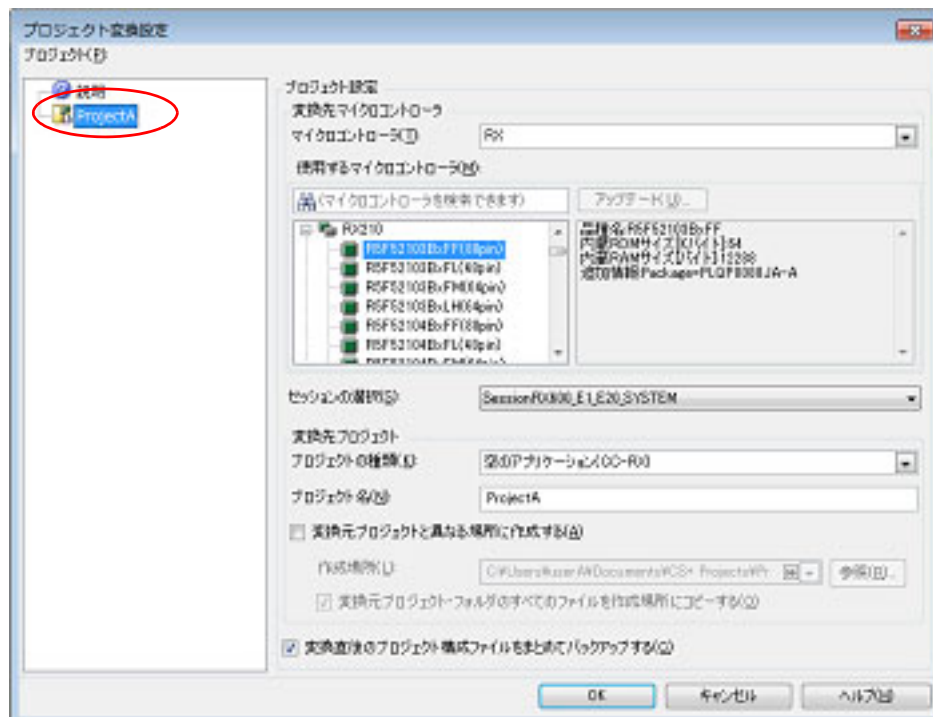 プロジェクト変換設定
プロジェクト(P):
説明
ProjectA
プロジェクト設定
変換先マイクロコントローラ
マイクロコントローラ(T): RX
使用するマイクロコントローラ(M):
(マイクロコントローラを検索できます) アップデート(U)...
RX210
R5F52103BxFF(80pin)
R5F52103BxFL(48pin)
R5F52103BxFM(64pin)
R5F52103BxLH(64pin)
R5F52104BxFF(80pin)
R5F52104BxFL(48pin)
R5F52104BxFM(64pin)
品種名:R5F52103BxFF
内蔵ROMサイズ[Kバイト]:64
内蔵RAMサイズ[バイト]:12288
追加情報:Package=PLQP0080JA-A
セッションの選択(S): SessionRX600_E1_E20_SYSTEM
変換先プロジェクト
プロジェクトの種類(K): 空のアプリケーション(CC-RX)
プロジェクト名(N): ProjectA
変換元プロジェクトと異なる場所に作成する(A)
作成場所(L): C:¥Users¥userA¥Documents¥CS+ Projects¥Pr 参照(R)...
変換元プロジェクト・フォルダのすべてのファイルを作成場所にコピーする(O)
変換直後のプロジェクト構成ファイルをまとめてバックアップする(C)
OK キャンセル ヘルプ(H)